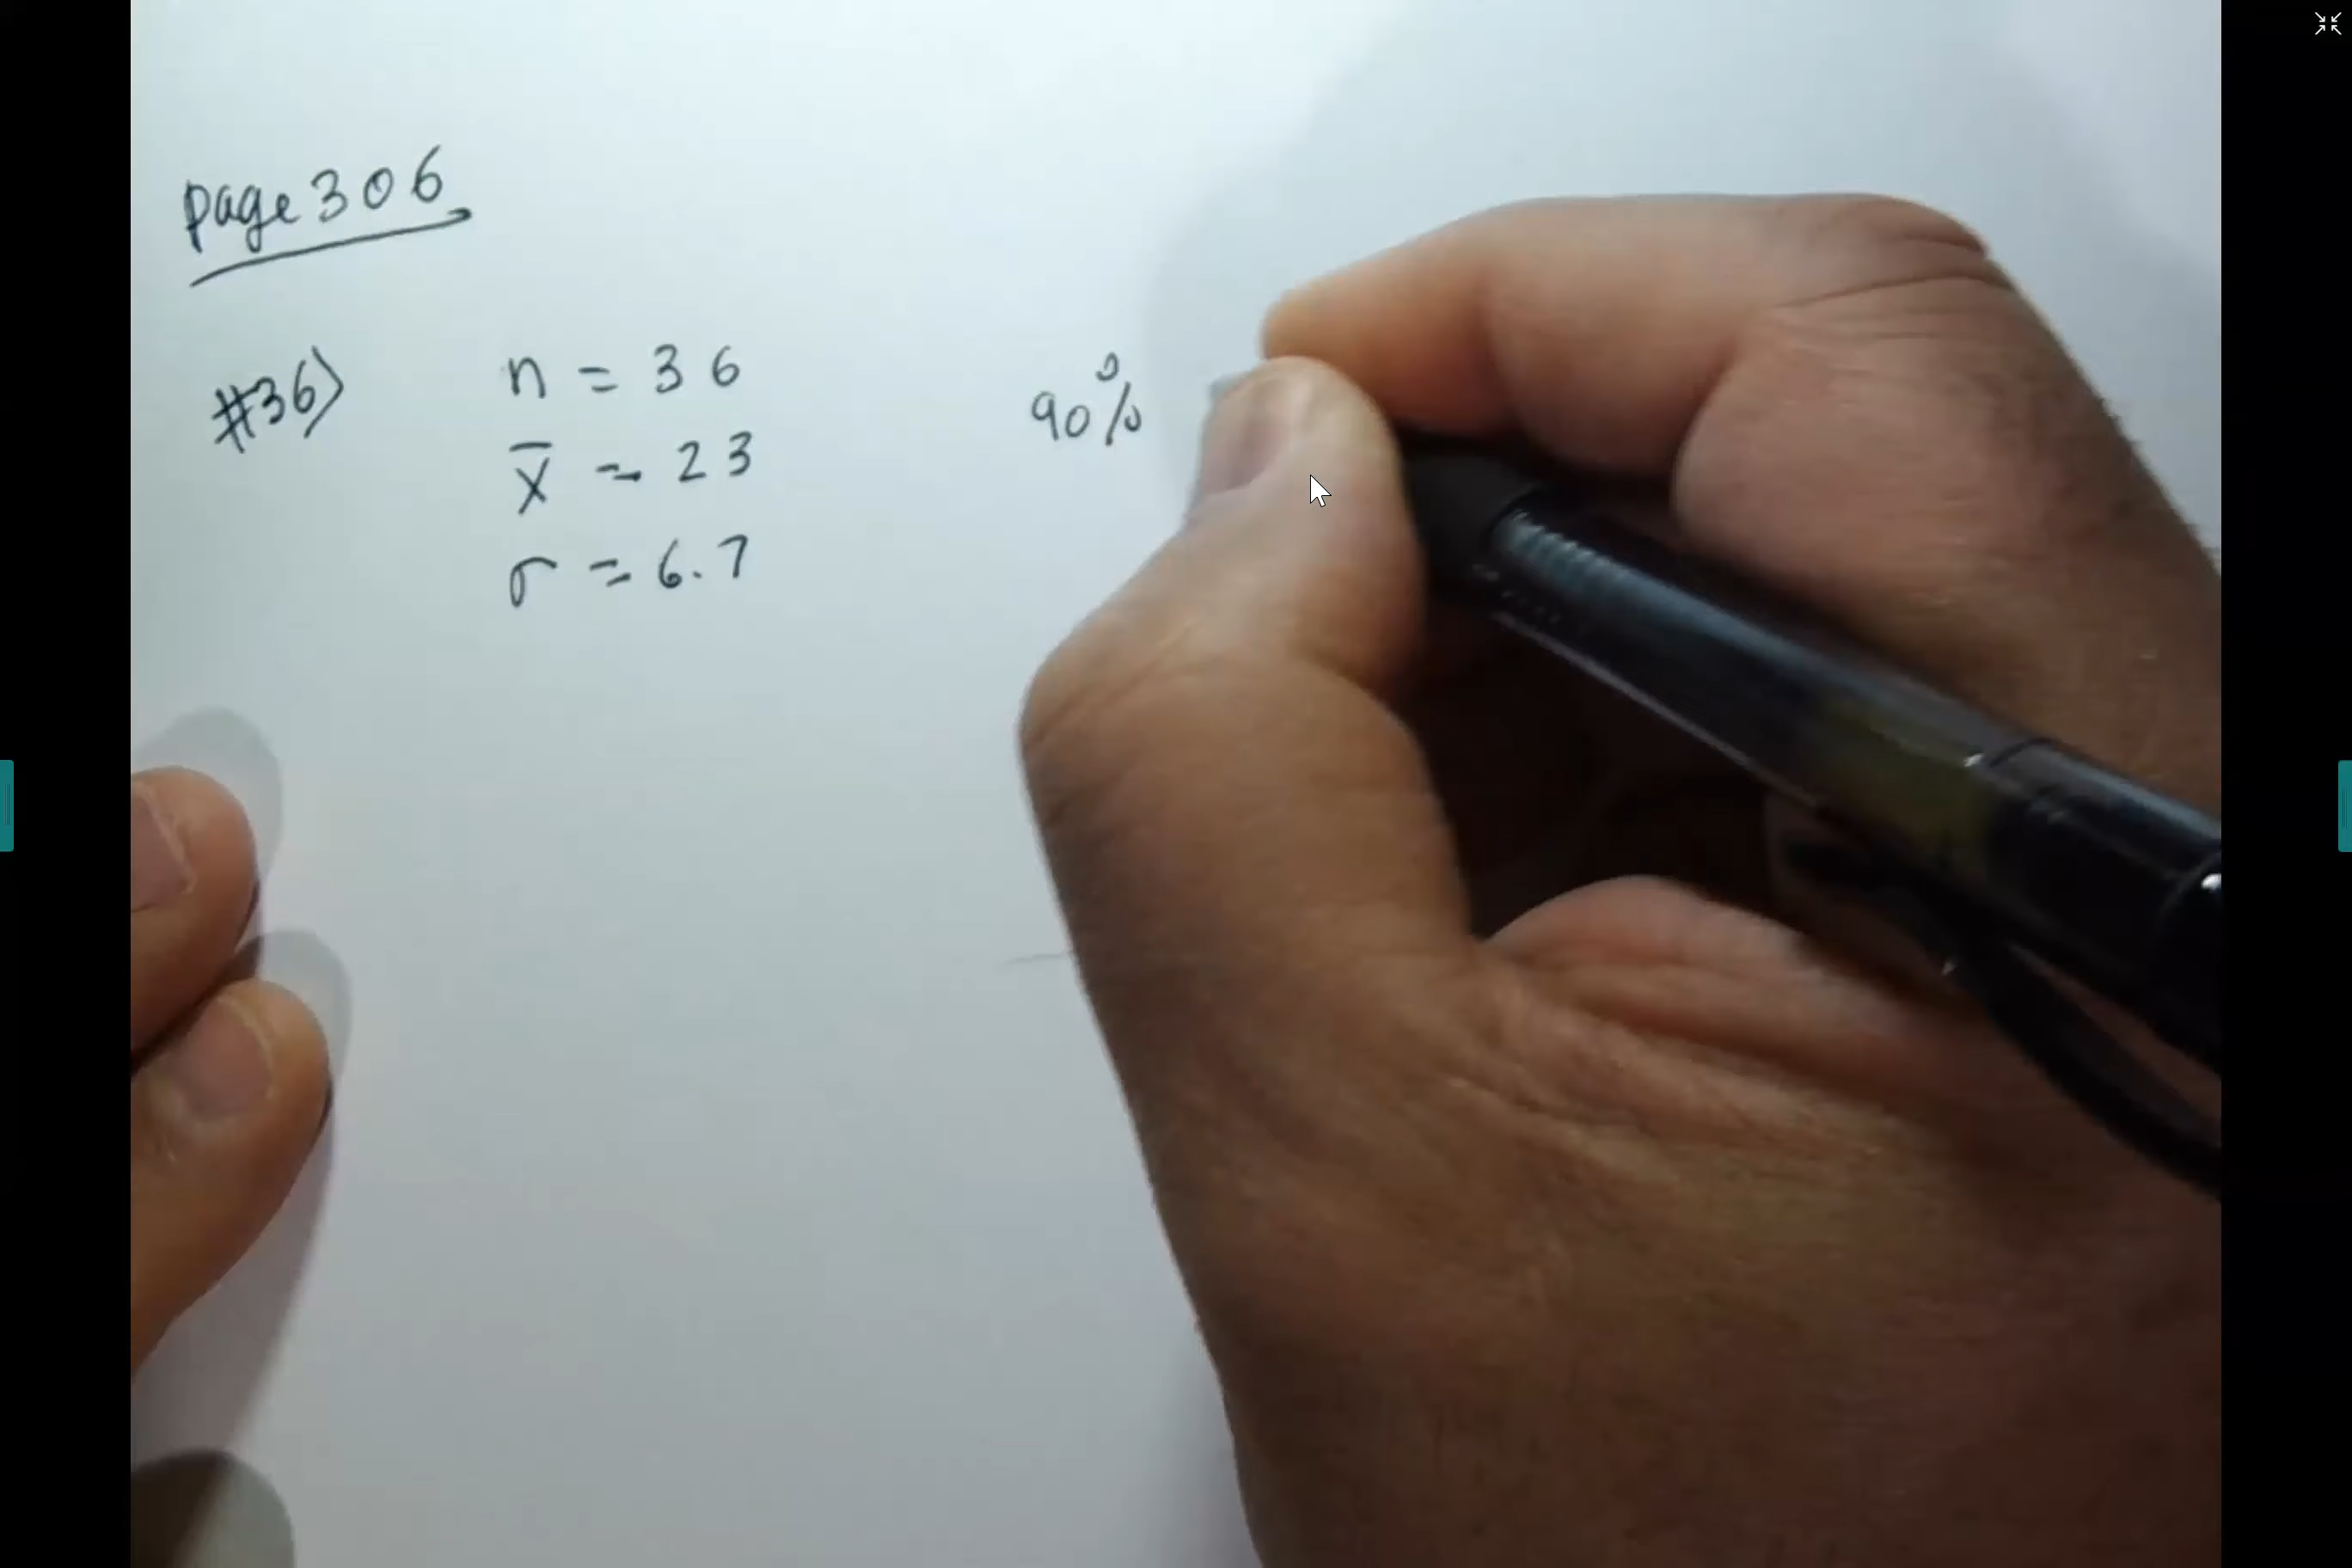 page 306
#36) n = 36
x̄ = 23
σ = 6.7
90%